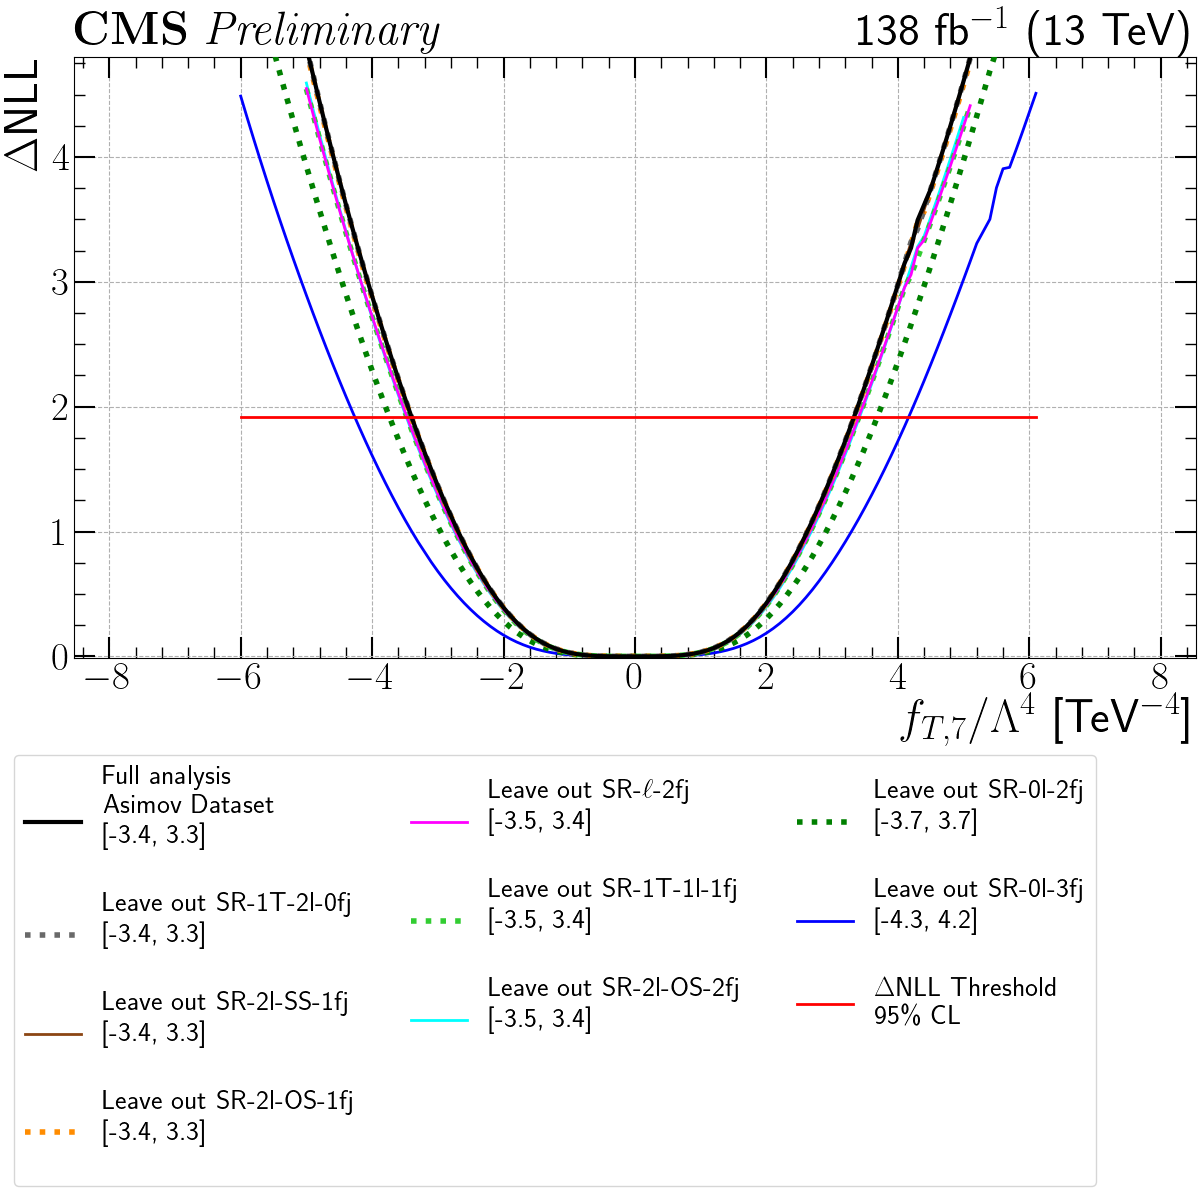 CMS Preliminary 138 fb⁻¹ (13 TeV)
ΔNLL
4
3
2
1
0
−8 −6 −4 −2 0 2 4 6 8
f_{T,7}/Λ⁴ [TeV⁻⁴]
Full analysis
Asimov Dataset
[-3.4, 3.3]
Leave out SR-1T-2l-0fj
[-3.4, 3.3]
Leave out SR-2l-SS-1fj
[-3.4, 3.3]
Leave out SR-2l-OS-1fj
[-3.4, 3.3]
Leave out SR-ℓ-2fj
[-3.5, 3.4]
Leave out SR-1T-1l-1fj
[-3.5, 3.4]
Leave out SR-2l-OS-2fj
[-3.5, 3.4]
Leave out SR-0l-2fj
[-3.7, 3.7]
Leave out SR-0l-3fj
[-4.3, 4.2]
ΔNLL Threshold
95% CL